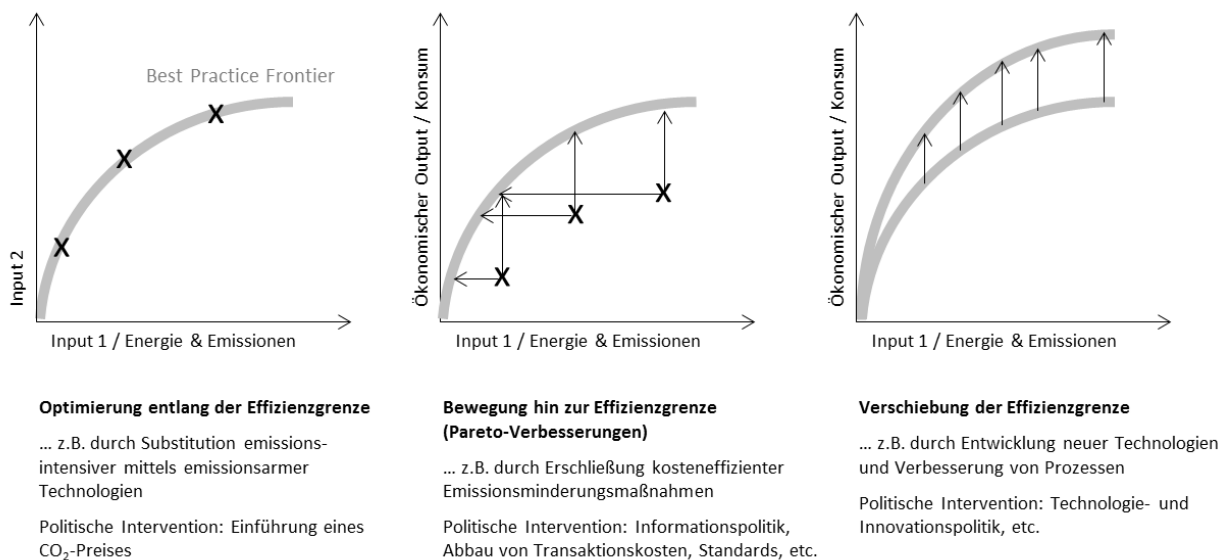 Best Practice Frontier
X
X
X
Input 2
Input 1 / Energie & Emissionen
Optimierung entlang der Effizienzgrenze
... z.B. durch Substitution emissions-
intensiver mittels emissionsarmer
Technologien
Politische Intervention: Einführung eines
CO₂-Preises
Ökonomischer Output / Konsum
X
X
X
Input 1 / Energie & Emissionen
Bewegung hin zur Effizienzgrenze
(Pareto-Verbesserungen)
... z.B. durch Erschließung kosteneffizienter
Emissionsminderungsmaßnahmen
Politische Intervention: Informationspolitik,
Abbau von Transaktionskosten, Standards, etc.
Ökonomischer Output / Konsum
Input 1 / Energie & Emissionen
Verschiebung der Effizienzgrenze
... z.B. durch Entwicklung neuer Technologien
und Verbesserung von Prozessen
Politische Intervention: Technologie- und
Innovationspolitik, etc.